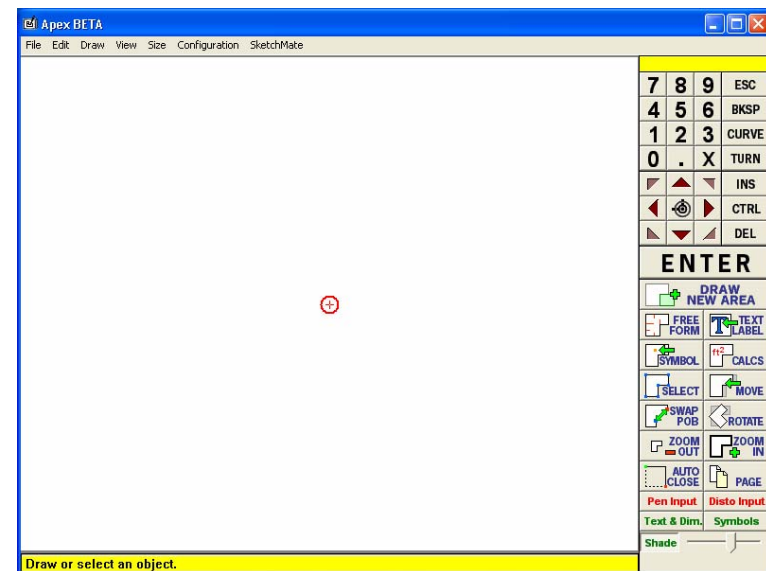 Apex BETA
File Edit Draw View Size Configuration SketchMate
7 8 9 ESC
4 5 6 BKSP
1 2 3 CURVE
0 . X TURN
INS
CTRL
DEL
ENTER
DRAW
NEW AREA
FREE FORM
TEXT LABEL
SYMBOL
ft² CALCS
SELECT
MOVE
SWAP POB
ROTATE
ZOOM OUT
ZOOM IN
AUTO CLOSE
PAGE
Pen Input Disto Input
Text & Dim. Symbols
Shade
Draw or select an object.